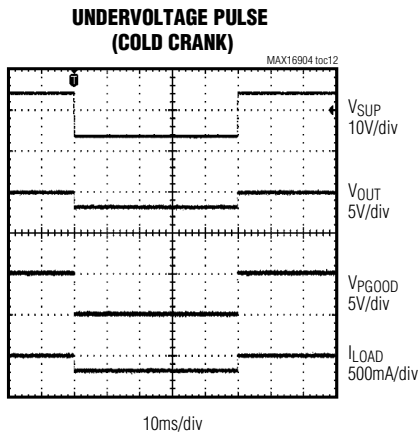 UNDERVOLTAGE PULSE
(COLD CRANK)
MAX16904 toc12
T
VSUP
10V/div
VOUT
5V/div
VPGOOD
5V/div
ILOAD
500mA/div
10ms/div